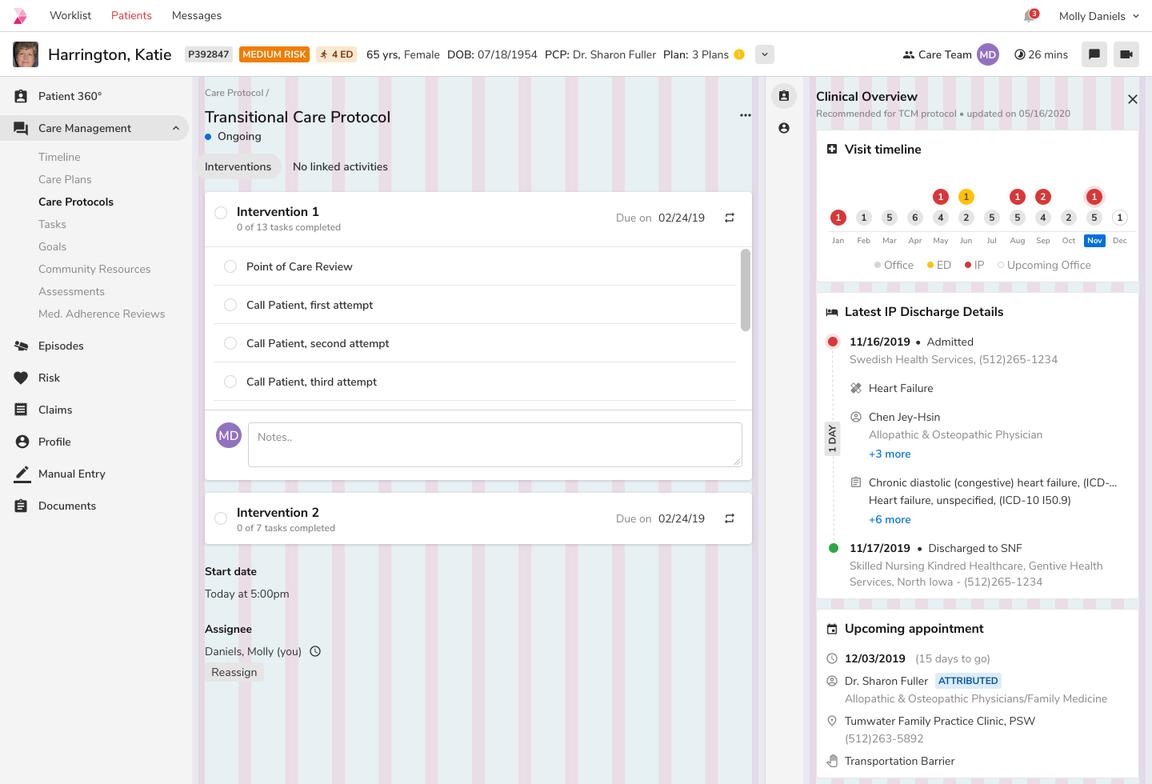 Worklist Patients Messages 3 Molly Daniels
Harrington, Katie P392847 MEDIUM RISK 4 ED 65 yrs, Female DOB: 07/18/1954 PCP: Dr. Sharon Fuller Plan: 3 Plans Care Team MD 26 mins
Patient 360°
Care Management
Timeline
Care Plans
Care Protocols
Tasks
Goals
Community Resources
Assessments
Med. Adherence Reviews
Episodes
Risk
Claims
Profile
Manual Entry
Documents
Care Protocol /
Transitional Care Protocol
Ongoing
Interventions No linked activities
Intervention 1 Due on 02/24/19
0 of 13 tasks completed
Point of Care Review
Call Patient, first attempt
Call Patient, second attempt
Call Patient, third attempt
MD Notes..
Intervention 2 Due on 02/24/19
0 of 7 tasks completed
Start date
Today at 5:00pm
Assignee
Daniels, Molly (you)
Reassign
Clinical Overview
Recommended for TCM protocol • updated on 05/16/2020
Visit timeline
1 1 1 2 1
1 1 5 6 4 2 5 5 4 2 5 1
Jan Feb Mar Apr May Jun Jul Aug Sep Oct Nov Dec
Office ED IP Upcoming Office
Latest IP Discharge Details
11/16/2019 • Admitted
Swedish Health Services, (512)265-1234
Heart Failure
Chen Jey-Hsin
Allopathic & Osteopathic Physician
+3 more
1 DAY
Chronic diastolic (congestive) heart failure, (ICD-...
Heart failure, unspecified, (ICD-10 I50.9)
+6 more
11/17/2019 • Discharged to SNF
Skilled Nursing Kindred Healthcare, Gentive Health
Services, North Iowa - (512)265-1234
Upcoming appointment
12/03/2019 (15 days to go)
Dr. Sharon Fuller ATTRIBUTED
Allopathic & Osteopathic Physicians/Family Medicine
Tumwater Family Practice Clinic, PSW
(512)263-5892
Transportation Barrier